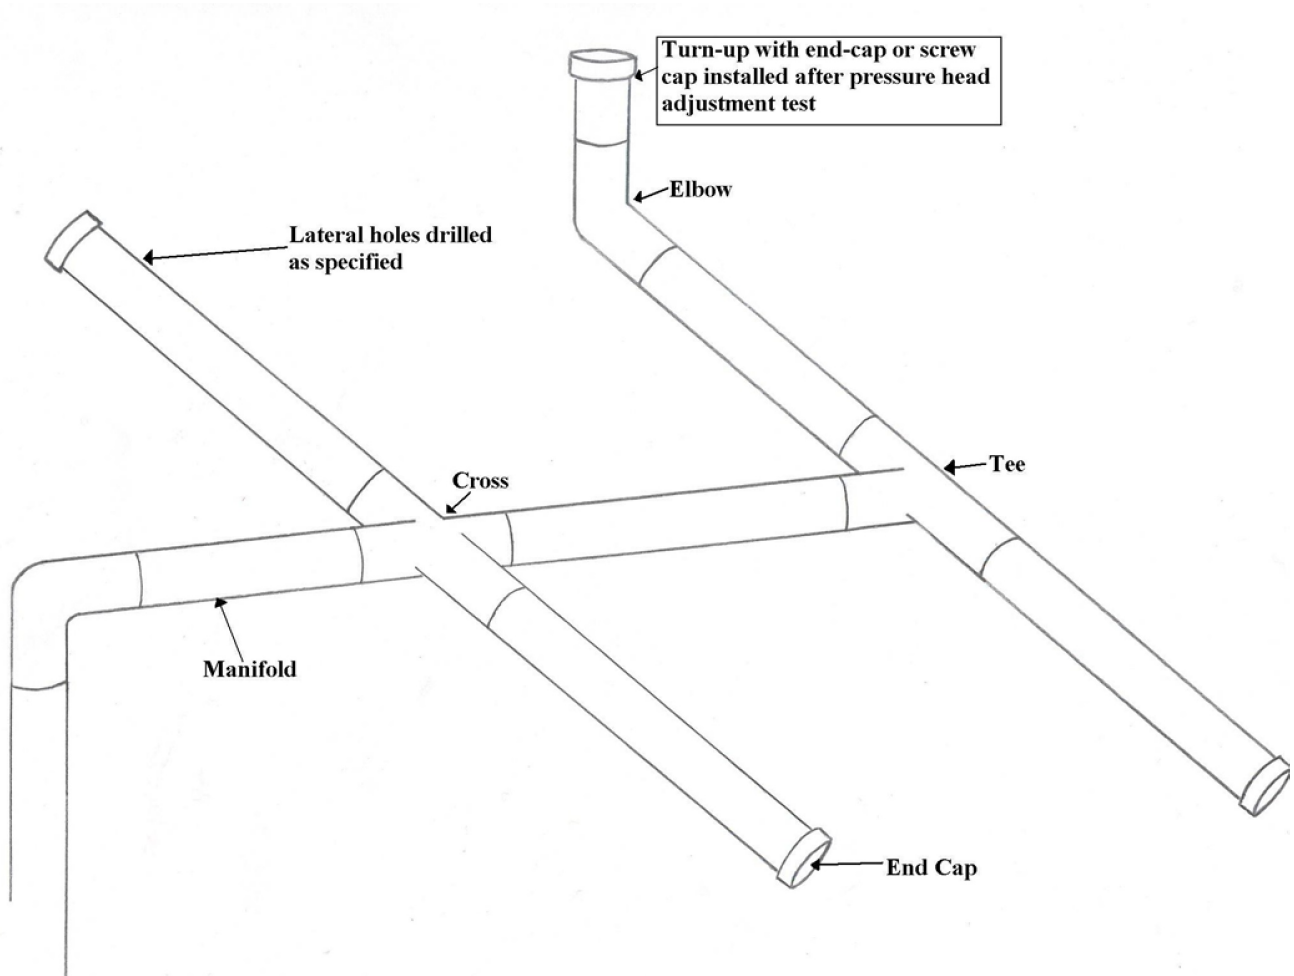 Turn-up with end-cap or screw
cap installed after pressure head
adjustment test
Elbow
Lateral holes drilled
as specified
Cross
Tee
Manifold
End Cap